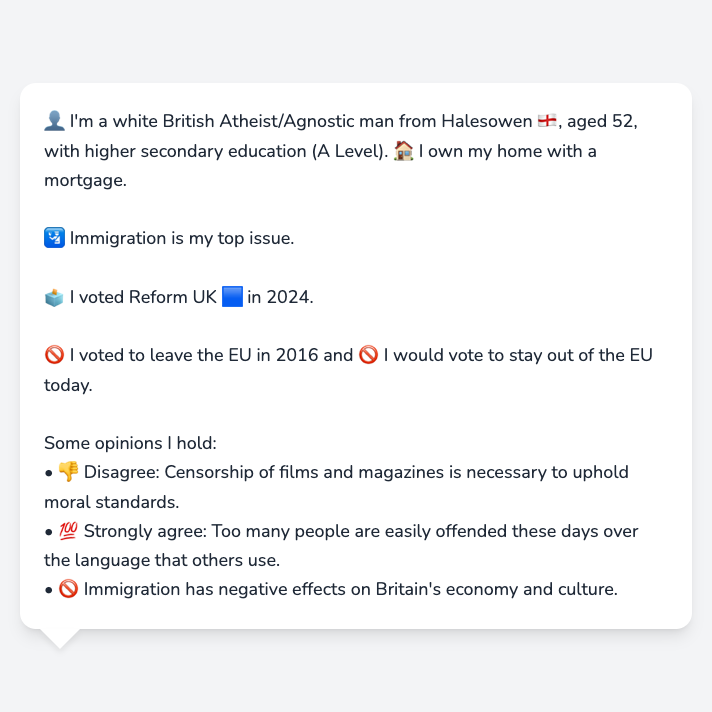 👤 I'm a white British Atheist/Agnostic man from Halesowen 🏴󠁧󠁢󠁥󠁮󠁧󠁿, aged 52,
with higher secondary education (A Level). 🏠 I own my home with a
mortgage.
🛂 Immigration is my top issue.
🗳️ I voted Reform UK 🟦 in 2024.
🚫 I voted to leave the EU in 2016 and 🚫 I would vote to stay out of the EU
today.
Some opinions I hold:
• 👎 Disagree: Censorship of films and magazines is necessary to uphold
moral standards.
• 💯 Strongly agree: Too many people are easily offended these days over
the language that others use.
• 🚫 Immigration has negative effects on Britain's economy and culture.